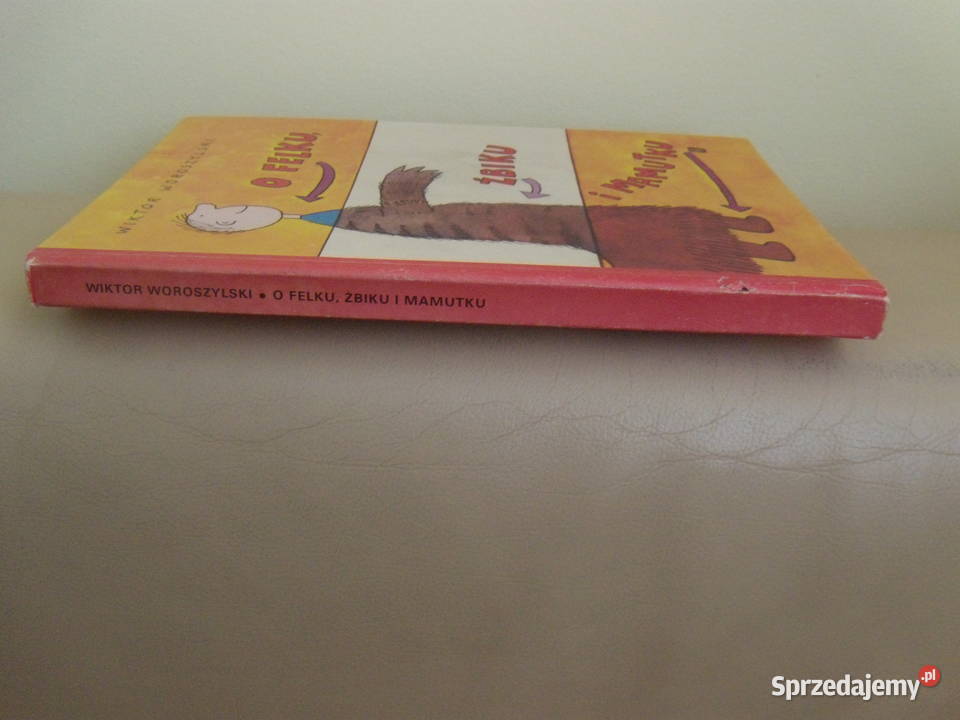 WIKTOR WOROSZYLSKI
O FELKU,
ŻBIKU
i MAMUTKU
WIKTOR WOROSZYLSKI • O FELKU, ŻBIKU I MAMUTKU
Sprzedajemy.pl